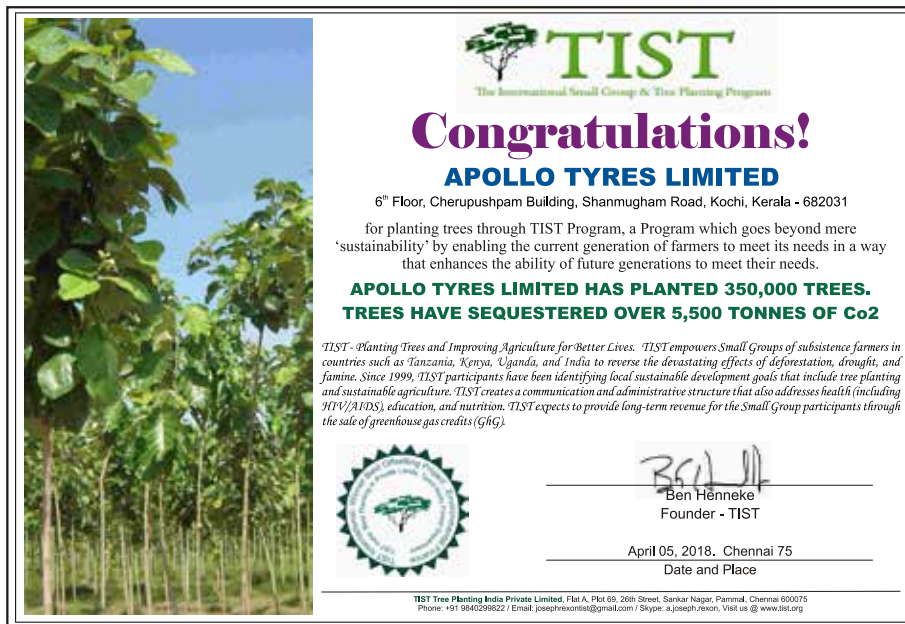 TIST
The International Small Group & Tree Planting Program
Congratulations!
APOLLO TYRES LIMITED
6th Floor, Cherupushpam Building, Shanmugham Road, Kochi, Kerala - 682031
for planting trees through TIST Program, a Program which goes beyond mere
‘sustainability’ by enabling the current generation of farmers to meet its needs in a way
that enhances the ability of future generations to meet their needs.
APOLLO TYRES LIMITED HAS PLANTED 350,000 TREES.
TREES HAVE SEQUESTERED OVER 5,500 TONNES OF Co2
TIST - Planting Trees and Improving Agriculture for Better Lives. TIST empowers Small Groups of subsistence farmers in
countries such as Tanzania, Kenya, Uganda, and India to reverse the devastating effects of deforestation, drought, and
famine. Since 1999, TIST participants have been identifying local sustainable development goals that include tree planting
and sustainable agriculture. TIST creates a communication and administrative structure that also addresses health (including
HIV/AIDS), education, and nutrition. TIST expects to provide long-term revenue for the Small Group participants through
the sale of greenhouse gas credits (GhG).
Ben Henneke
Founder - TIST
April 05, 2018. Chennai 75
Date and Place
TIST Tree Planting India Private Limited, Flat A, Plot 69, 26th Street, Sankar Nagar, Pammal, Chennai 600075
Phone: +91 9840299822 / Email: josephrexontist@gmail.com / Skype: a.joseph.rexon, Visit us @ www.tist.org